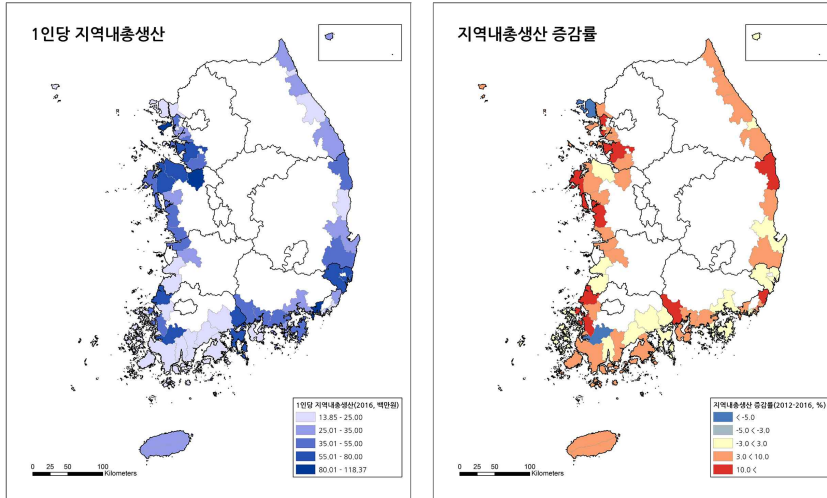 1인당 지역내총생산
1인당 지역내총생산(2016, 백만원)
13.85 - 25.00
25.01 - 35.00
35.01 - 55.00
55.01 - 80.00
80.01 - 118.37
0 25 50 100
Kilometers
지역내총생산 증감률
지역내총생산 증감률(2012-2016, %)
< -5.0
-5.0 < -3.0
-3.0 < 3.0
3.0 < 10.0
10.0 <
0 25 50 100
Kilometers